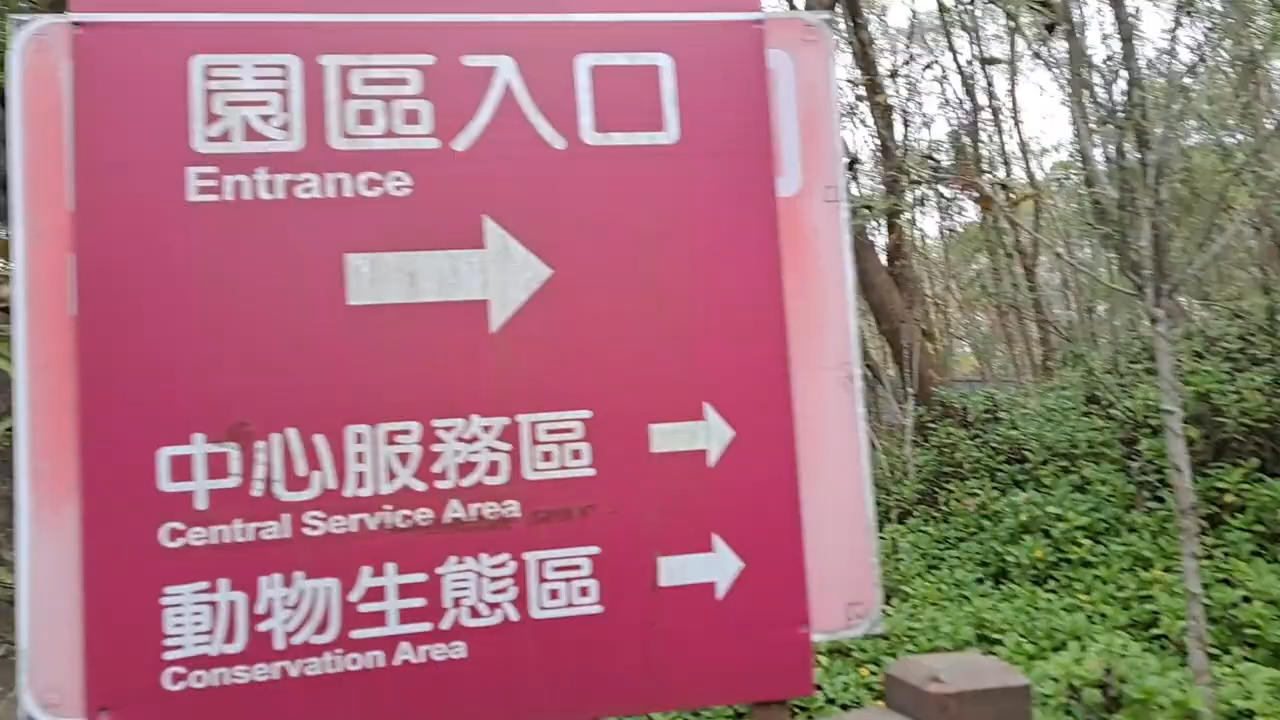 園區入口
Entrance
中心服務區
Central Service Area
動物生態區
Conservation Area